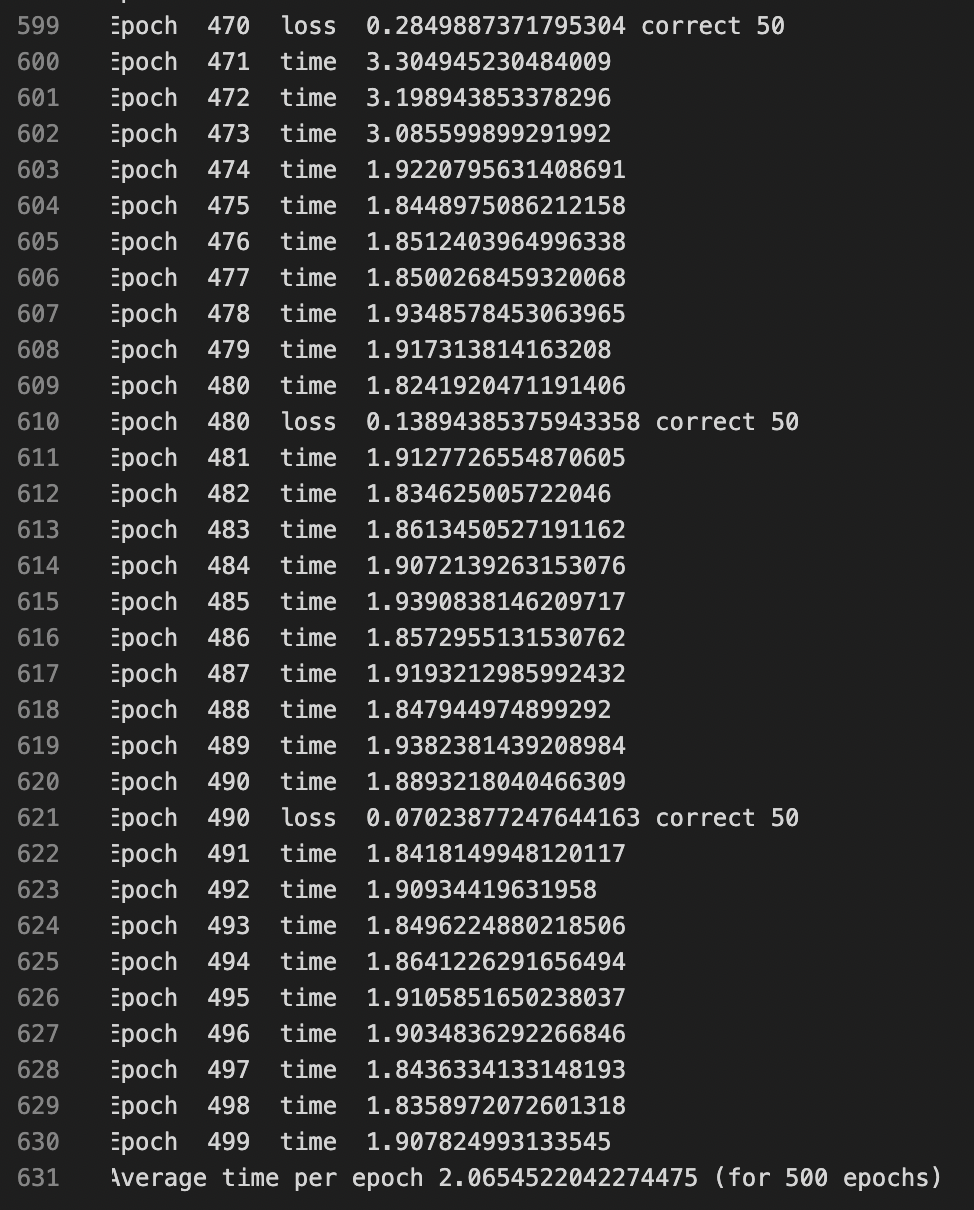 599 Epoch 470 loss 0.2849887371795304 correct 50
600 Epoch 471 time 3.304945230484009
601 Epoch 472 time 3.198943853378296
602 Epoch 473 time 3.085599899291992
603 Epoch 474 time 1.9220795631408691
604 Epoch 475 time 1.8448975086212158
605 Epoch 476 time 1.8512403964996338
606 Epoch 477 time 1.8500268459320068
607 Epoch 478 time 1.9348578453063965
608 Epoch 479 time 1.917313814163208
609 Epoch 480 time 1.8241920471191406
610 Epoch 480 loss 0.13894385375943358 correct 50
611 Epoch 481 time 1.9127726554870605
612 Epoch 482 time 1.834625005722046
613 Epoch 483 time 1.8613450527191162
614 Epoch 484 time 1.9072139263153076
615 Epoch 485 time 1.9390838146209717
616 Epoch 486 time 1.8572955131530762
617 Epoch 487 time 1.9193212985992432
618 Epoch 488 time 1.847944974899292
619 Epoch 489 time 1.9382381439208984
620 Epoch 490 time 1.8893218040466309
621 Epoch 490 loss 0.07023877247644163 correct 50
622 Epoch 491 time 1.8418149948120117
623 Epoch 492 time 1.90934419631958
624 Epoch 493 time 1.8496224880218506
625 Epoch 494 time 1.8641226291656494
626 Epoch 495 time 1.9105851650238037
627 Epoch 496 time 1.9034836292266846
628 Epoch 497 time 1.8436334133148193
629 Epoch 498 time 1.8358972072601318
630 Epoch 499 time 1.907824993133545
631 Average time per epoch 2.0654522042274475 (for 500 epochs)